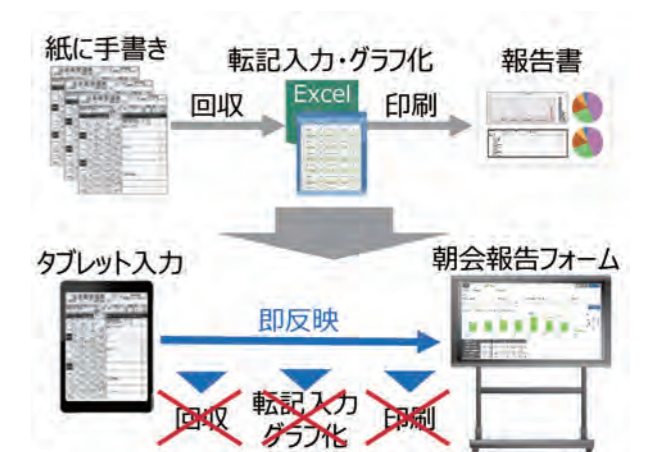 紙に手書き
転記入力・グラフ化
報告書
回収
Excel
印刷
タブレット入力
朝会報告フォーム
即反映
回収
転記入力
グラフ化
印刷